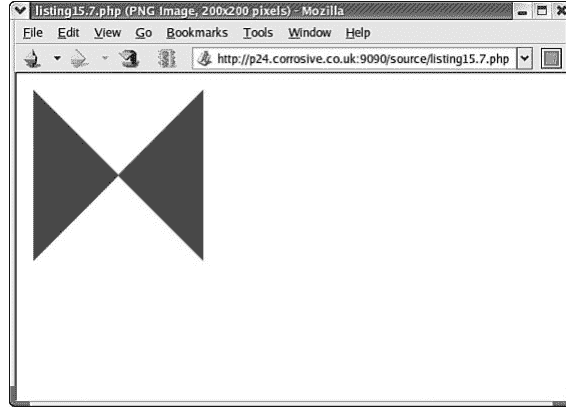 listing15.7.php (PNG Image, 200x200 pixels) - Mozilla
File Edit View Go Bookmarks Tools Window Help
http://p24.corrosive.co.uk:9090/source/listing15.7.php